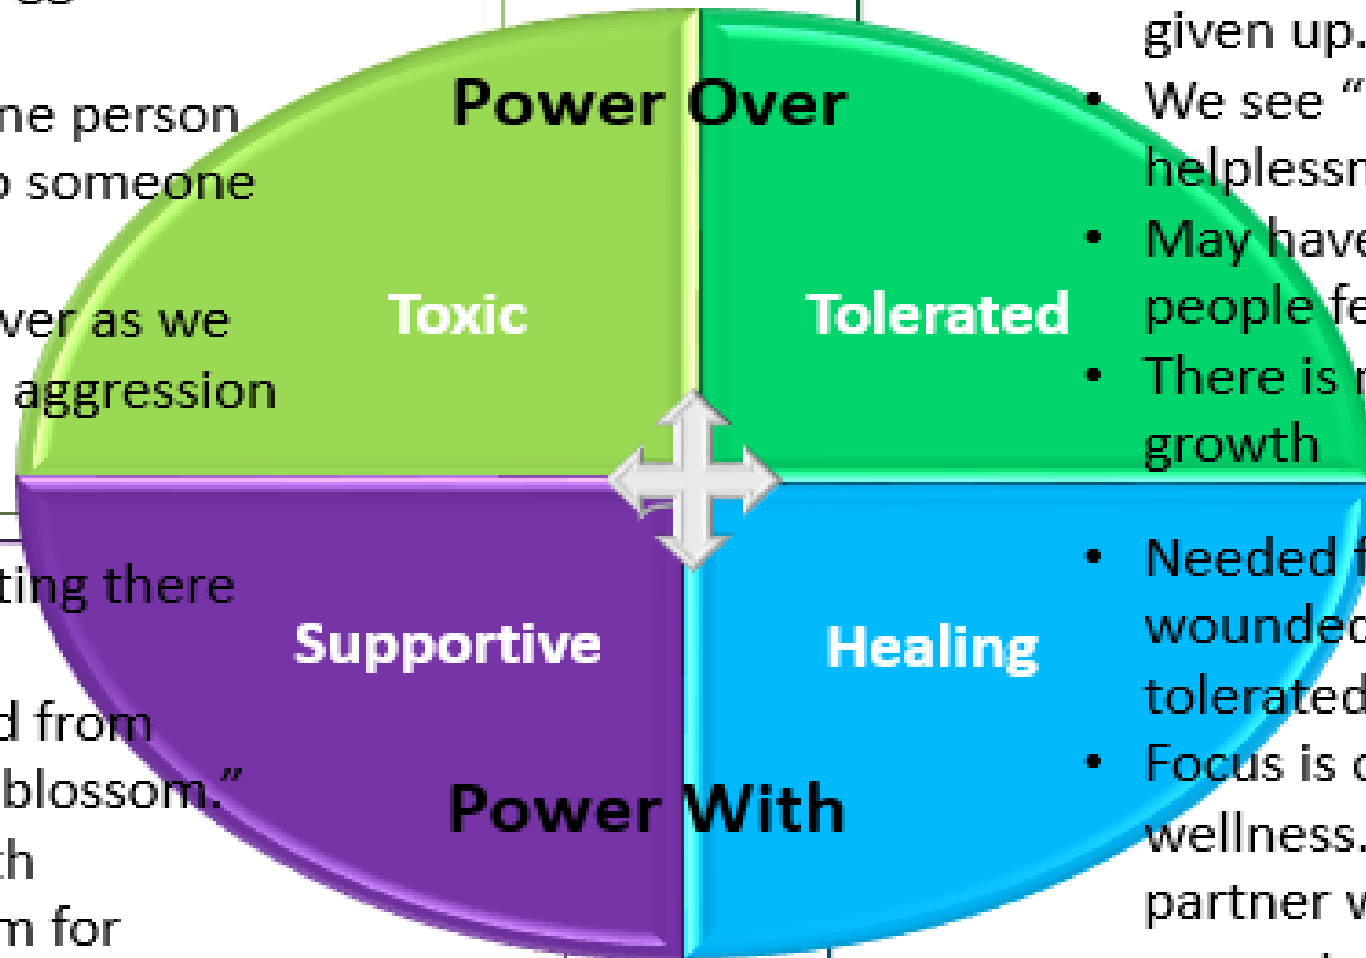 ne person
someone
ver as we
aggression
Power Over
Toxic
Tolerated
given up.
• We see “
helplessn
• May have
people fe
• There is
growth
ting there
d from
blossom.”
th
m for
Supportive
Healing
Power With
• Needed f
wounded
tolerated
• Focus is
wellness.
partner